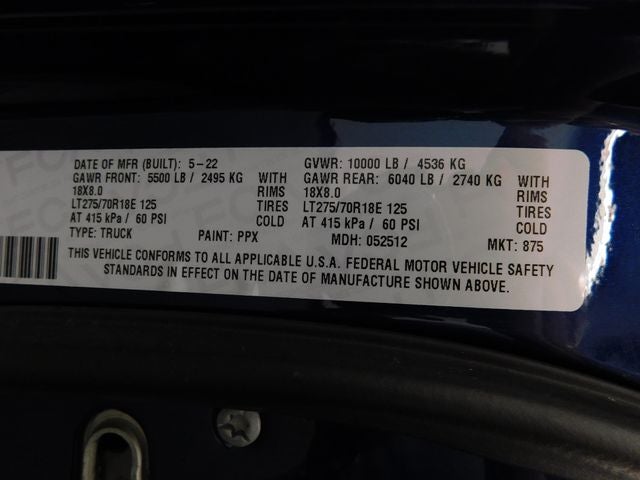 DATE OF MFR (BUILT): 5-22 GVWR: 10000 LB / 4536 KG
GAWR FRONT: 5500 LB / 2495 KG WITH GAWR REAR: 6040 LB / 2740 KG WITH
18X8.0 RIMS 18X8.0 RIMS
LT275/70R18E 125 TIRES LT275/70R18E 125 TIRES
AT 415 kPa / 60 PSI COLD AT 415 kPa / 60 PSI COLD
TYPE: TRUCK PAINT: PPX MDH: 052512 MKT: 875
THIS VEHICLE CONFORMS TO ALL APPLICABLE U.S.A. FEDERAL MOTOR VEHICLE SAFETY
STANDARDS IN EFFECT ON THE DATE OF MANUFACTURE SHOWN ABOVE.